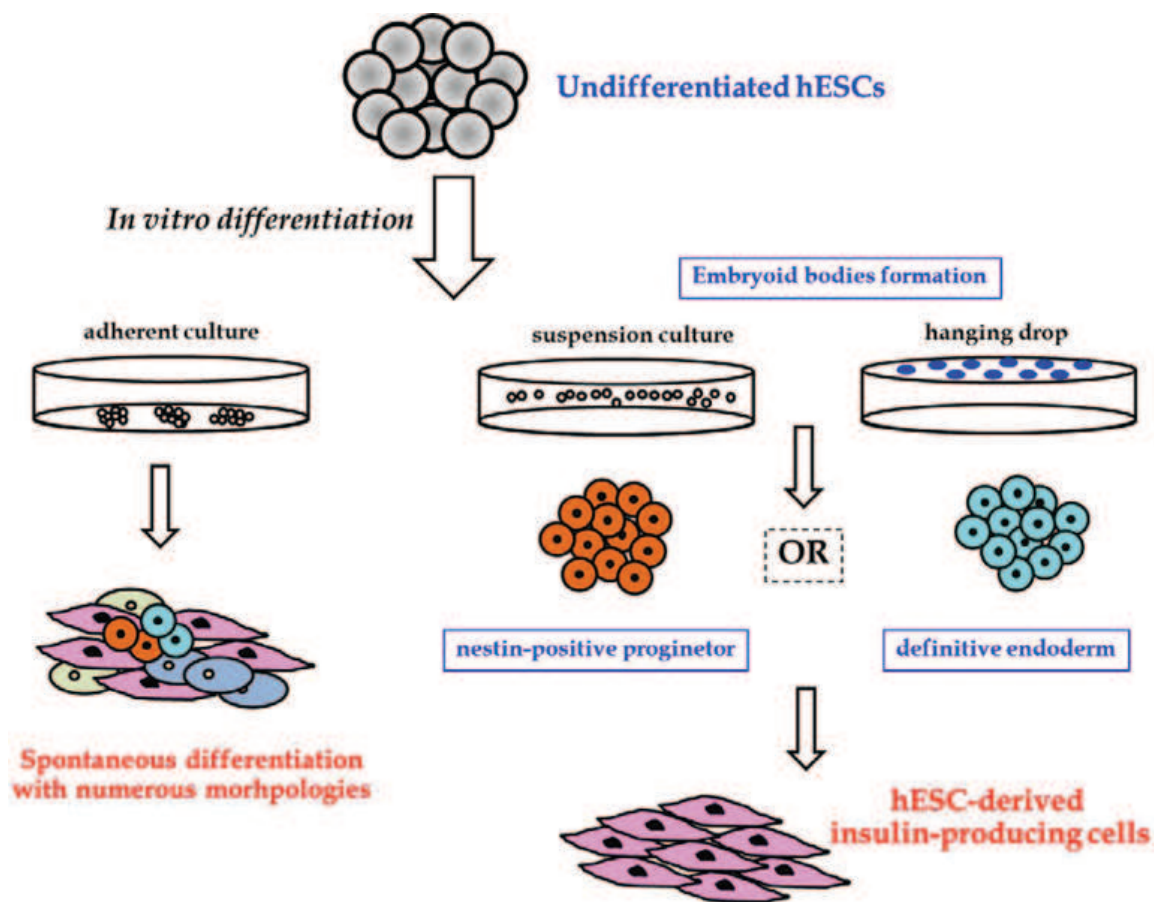 Undifferentiated hESCs
In vitro differentiation
Embryoid bodies formation
adherent culture
suspension culture
hanging drop
OR
nestin-positive proginetor
definitive endoderm
Spontaneous differentiation
with numerous morhpologies
hESC-derived
insulin-producing cells